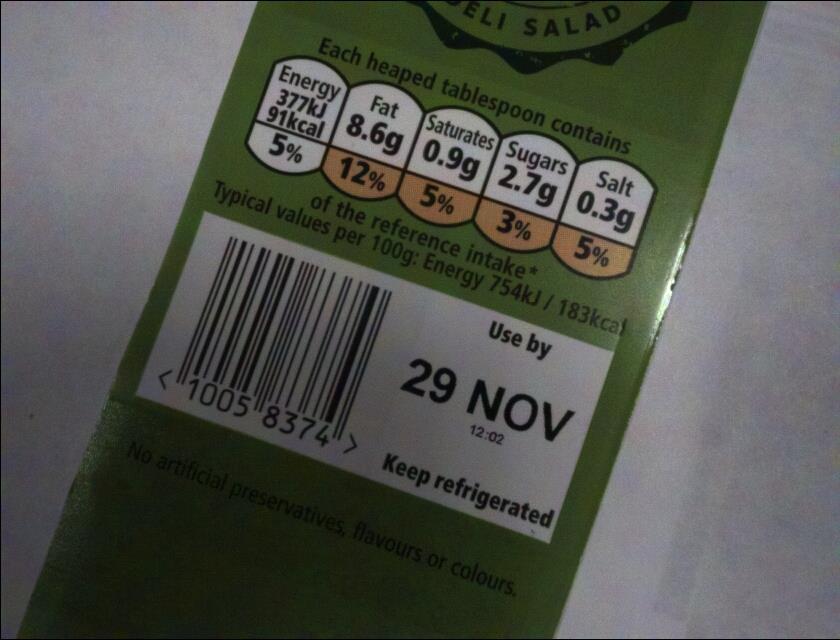 DELI SALAD
Each heaped tablespoon contains
Energy
377kJ
91kcal
5%
Fat
8.6g
12%
Saturates
0.9g
5%
Sugars
2.7g
3%
Salt
0.3g
5%
of the reference intake*
Typical values per 100g: Energy 754kJ / 183kcal
Use by
29 NOV
12:02
Keep refrigerated
< 1005 8374 >
No artificial preservatives, flavours or colours.